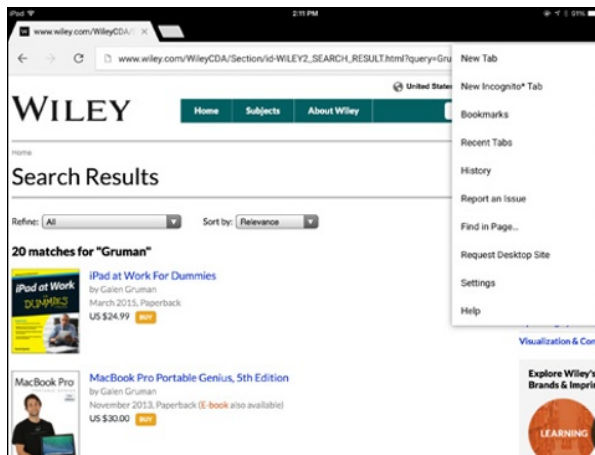 iPad
2:11 PM
91%
www.wiley.com/WileyCDA/
www.wiley.com/WileyCDA/Section/id-WILEY2_SEARCH_RESULT.html?query=Gru
United States
WILEY
Home Subjects About Wiley
Home
Search Results
Refine: All Sort by: Relevance
20 matches for "Gruman"
iPad at Work
DUMMIES
iPad at Work For Dummies
by Galen Gruman
March 2015, Paperback
US $24.99 BUY
MacBook Pro
MacBook Pro Portable Genius, 5th Edition
by Galen Gruman
November 2013, Paperback (E-book also available)
US $30.00 BUY
New Tab
New Incognito* Tab
Bookmarks
Recent Tabs
History
Report an Issue
Find in Page...
Request Desktop Site
Settings
Help
Visualization & Con
Explore Wiley's
Brands & Imprin
LEARNING